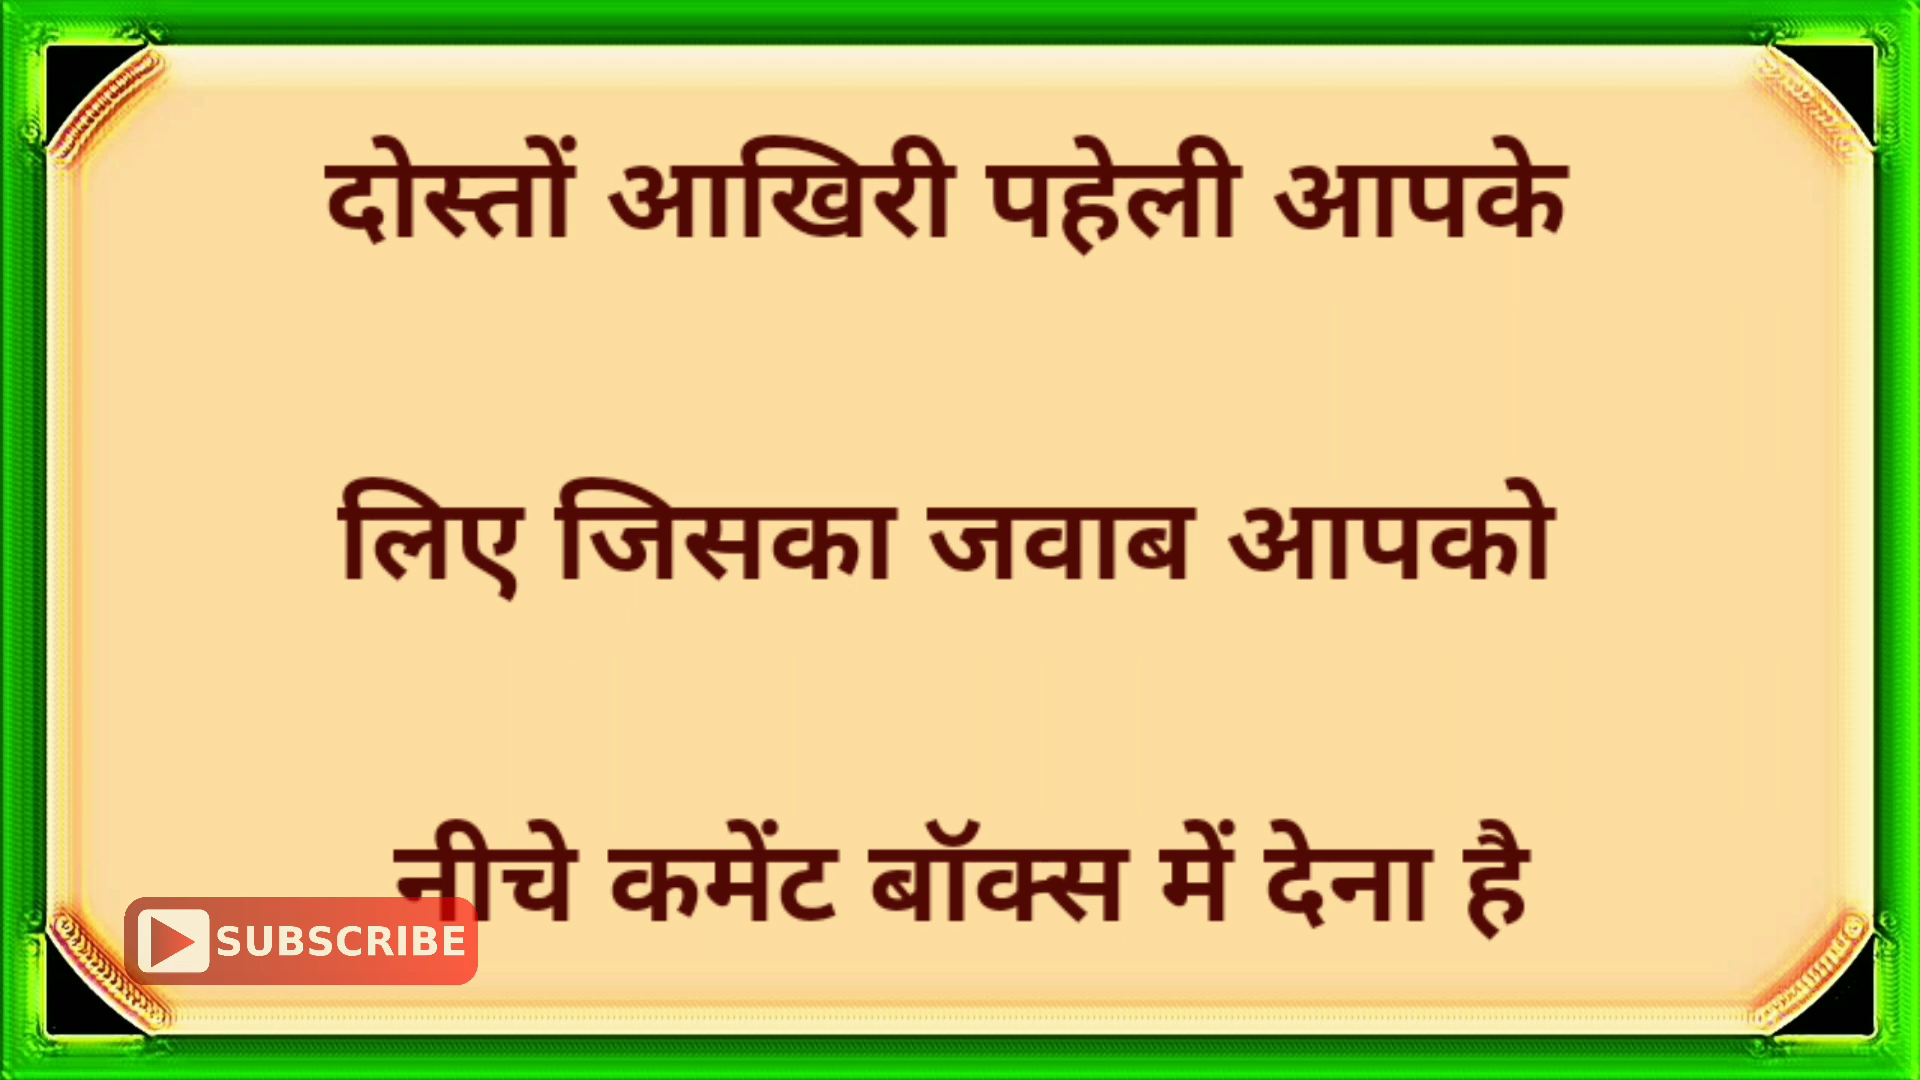 दोस्तों आखिरी पहेली आपके
लिए जिसका जवाब आपको
नीचे कमेंट बॉक्स में देना है
SUBSCRIBE